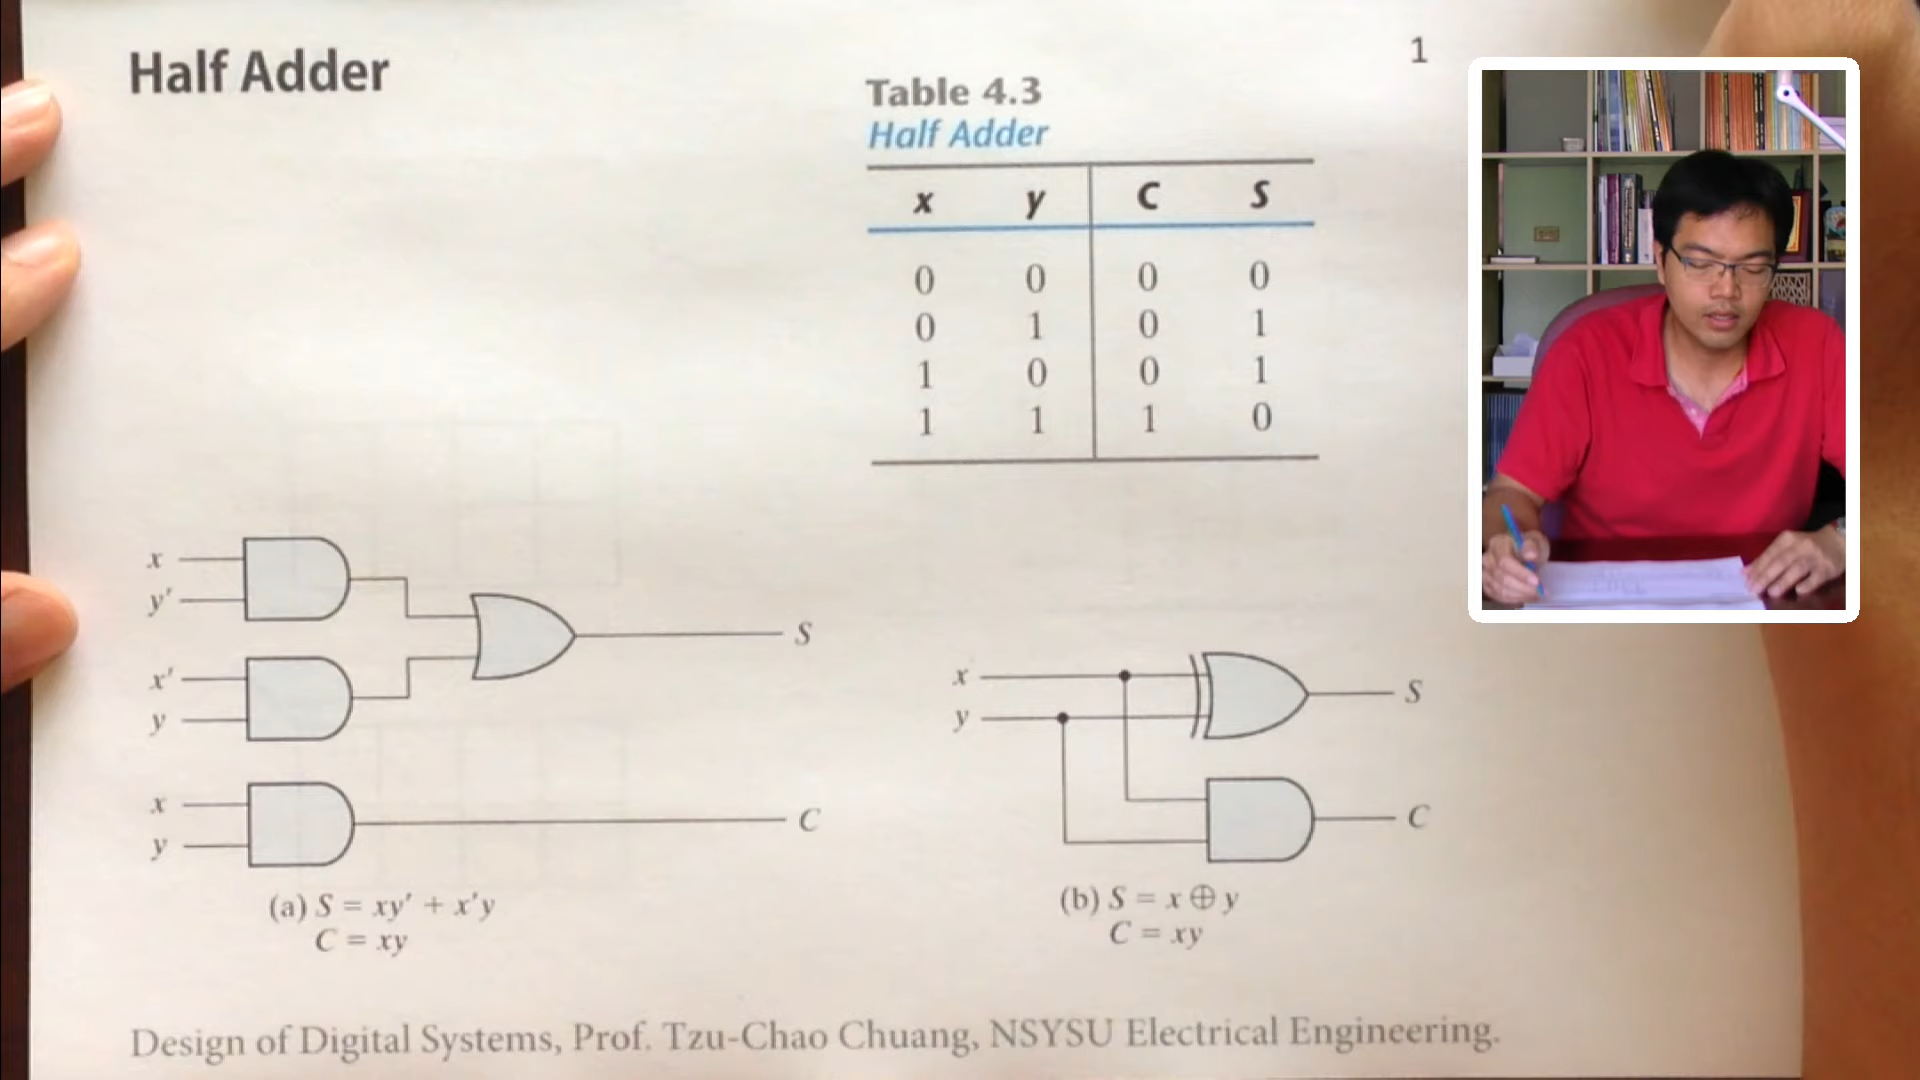 Half Adder
1
Table 4.3
Half Adder
x y C S
0 0 0 0
0 1 0 1
1 0 0 1
1 1 1 0
x
y'
S
x'
y
x
y
C
(a) S = xy' + x'y
C = xy
x
y
S
C
(b) S = x ⊕ y
C = xy
Design of Digital Systems, Prof. Tzu-Chao Chuang, NSYSU Electrical Engineering.